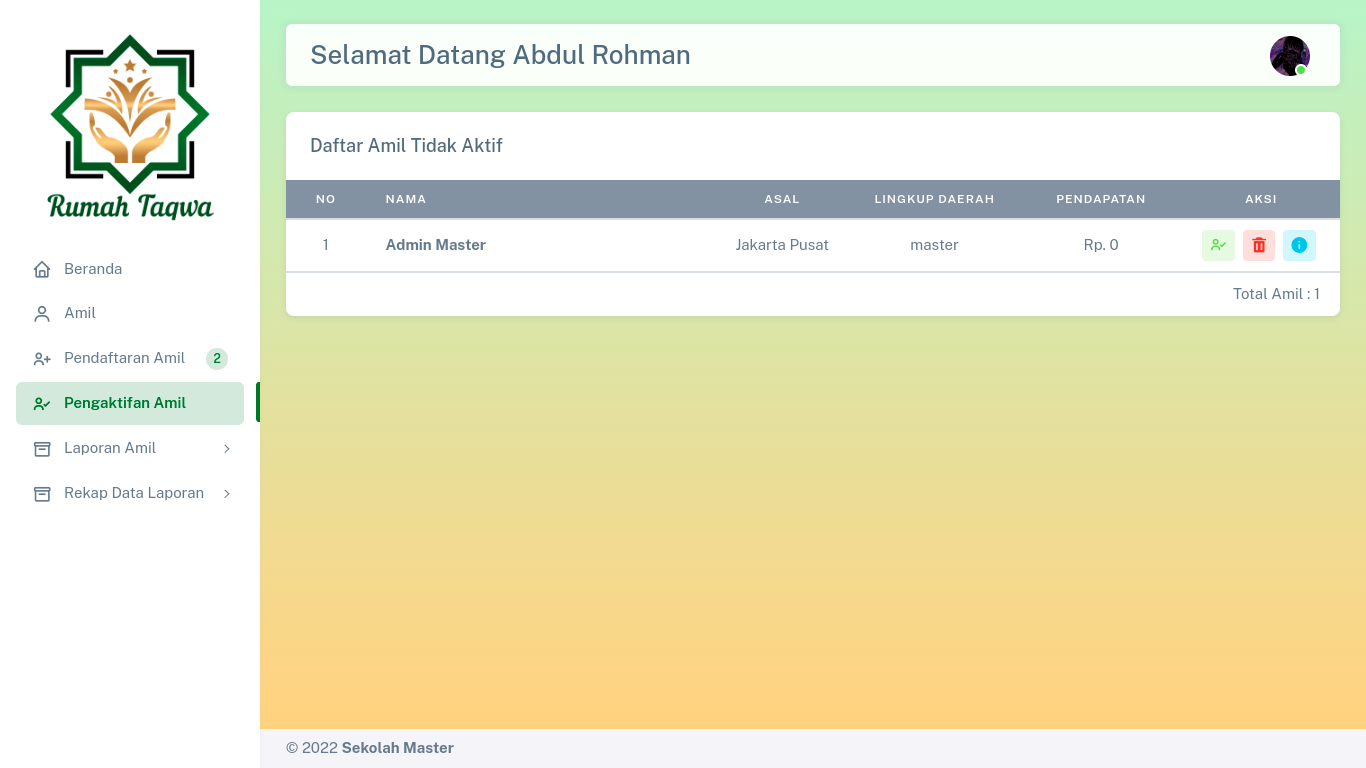 Rumah Taqwa
Beranda
Amil
Pendaftaran Amil 2
Pengaktifan Amil
Laporan Amil
Rekap Data Laporan
Selamat Datang Abdul Rohman
Daftar Amil Tidak Aktif
NO NAMA ASAL LINGKUP DAERAH PENDAPATAN AKSI
1 Admin Master Jakarta Pusat master Rp. 0
Total Amil : 1
© 2022 Sekolah Master